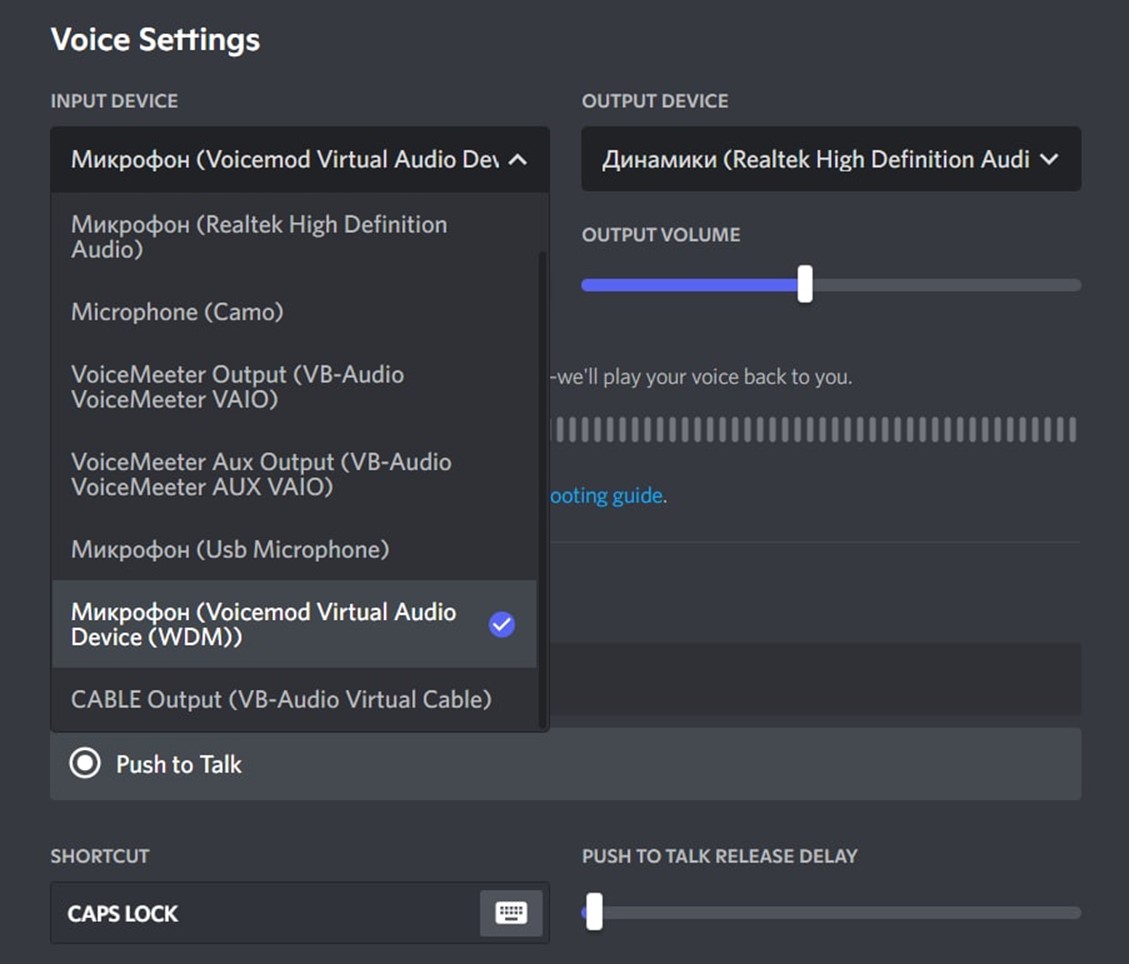 Voice Settings
INPUT DEVICE
Микрофон (Voicemod Virtual Audio Dev
Микрофон (Realtek High Definition
Audio)
Microphone (Camo)
VoiceMeeter Output (VB-Audio
VoiceMeeter VAIO)
VoiceMeeter Aux Output (VB-Audio
VoiceMeeter AUX VAIO)
Микрофон (Usb Microphone)
Микрофон (Voicemod Virtual Audio
Device (WDM))
CABLE Output (VB-Audio Virtual Cable)
OUTPUT DEVICE
Динамики (Realtek High Definition Audi
OUTPUT VOLUME
-we'll play your voice back to you.
ooting guide.
Push to Talk
SHORTCUT
CAPS LOCK
PUSH TO TALK RELEASE DELAY